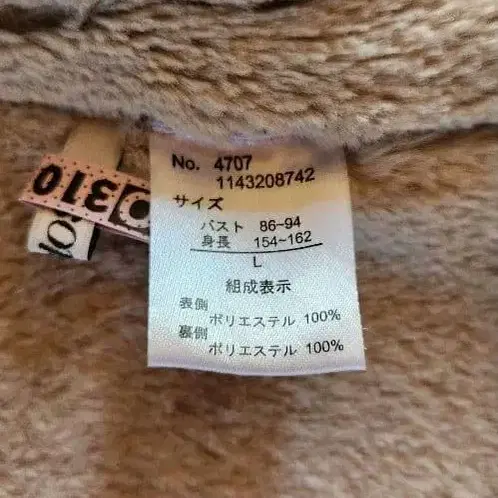 No. 4707
1143208742
サイズ
バスト 86-94
身長 154~162
L
組成表示
表側
ポリエステル 100%
裏側
ポリエステル 100%
310